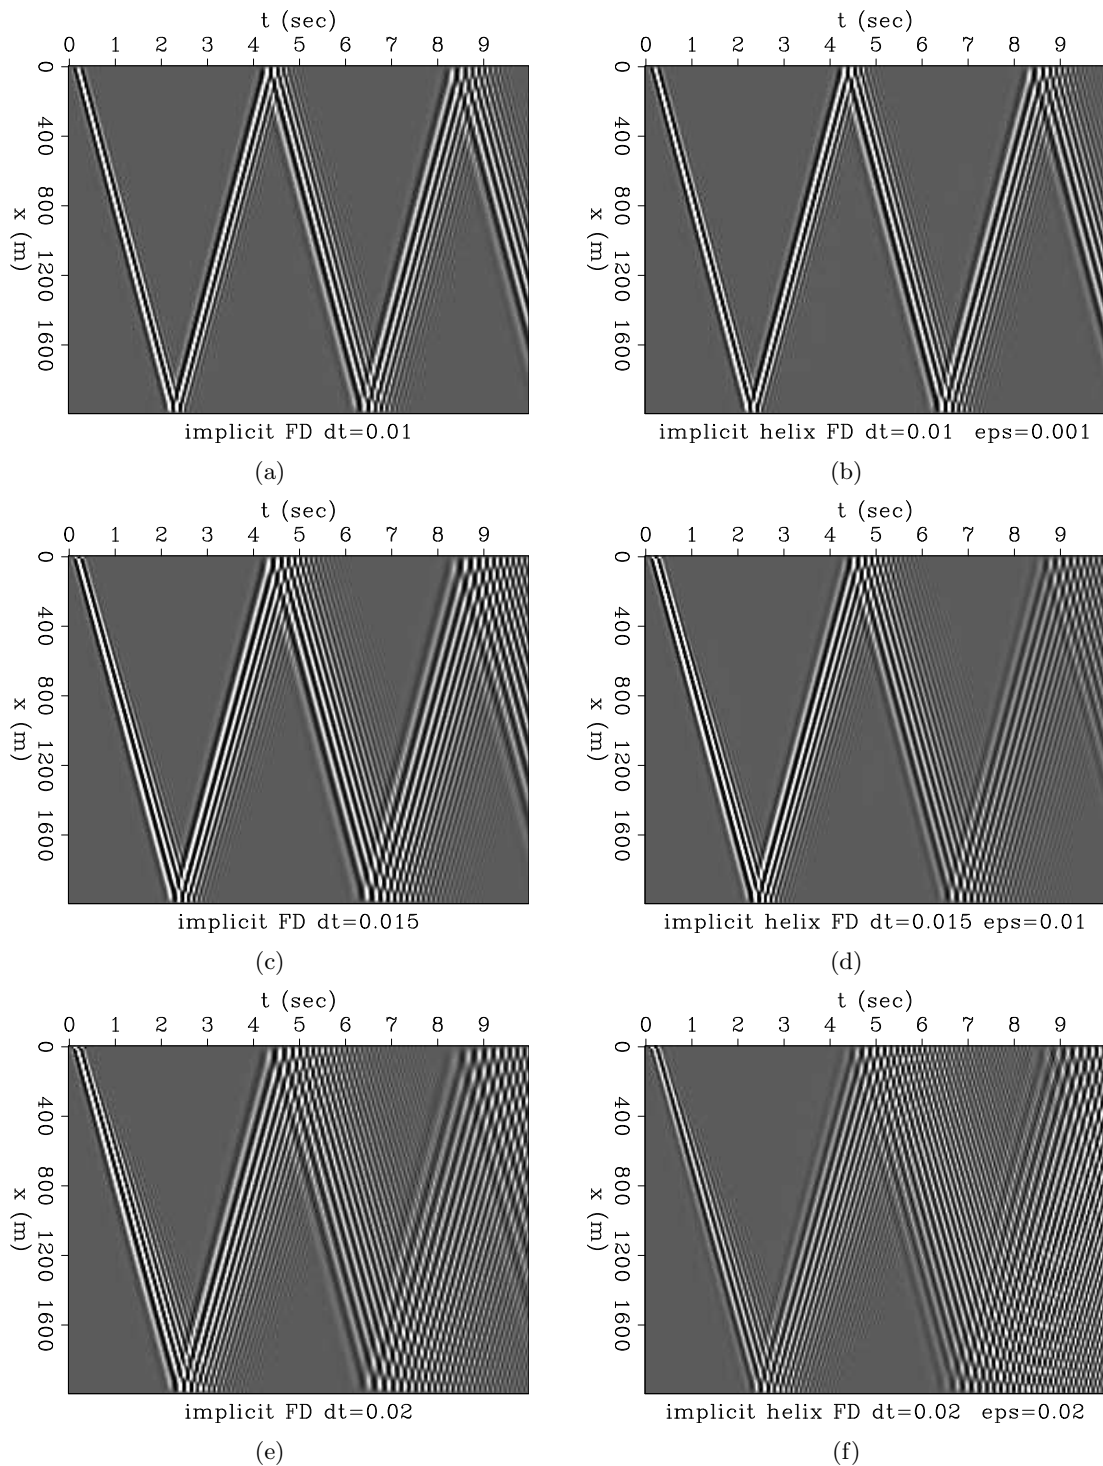 t (sec)
0 1 2 3 4 5 6 7 8 9
0 400 800 1200 1600
x (m)
implicit FD dt=0.01
(a)
t (sec)
0 1 2 3 4 5 6 7 8 9
0 400 800 1200 1600
x (m)
implicit helix FD dt=0.01 eps=0.001
(b)
t (sec)
0 1 2 3 4 5 6 7 8 9
0 400 800 1200 1600
x (m)
implicit FD dt=0.015
(c)
t (sec)
0 1 2 3 4 5 6 7 8 9
0 400 800 1200 1600
x (m)
implicit helix FD dt=0.015 eps=0.01
(d)
t (sec)
0 1 2 3 4 5 6 7 8 9
0 400 800 1200 1600
x (m)
implicit FD dt=0.02
(e)
t (sec)
0 1 2 3 4 5 6 7 8 9
0 400 800 1200 1600
x (m)
implicit helix FD dt=0.02 eps=0.02
(f)